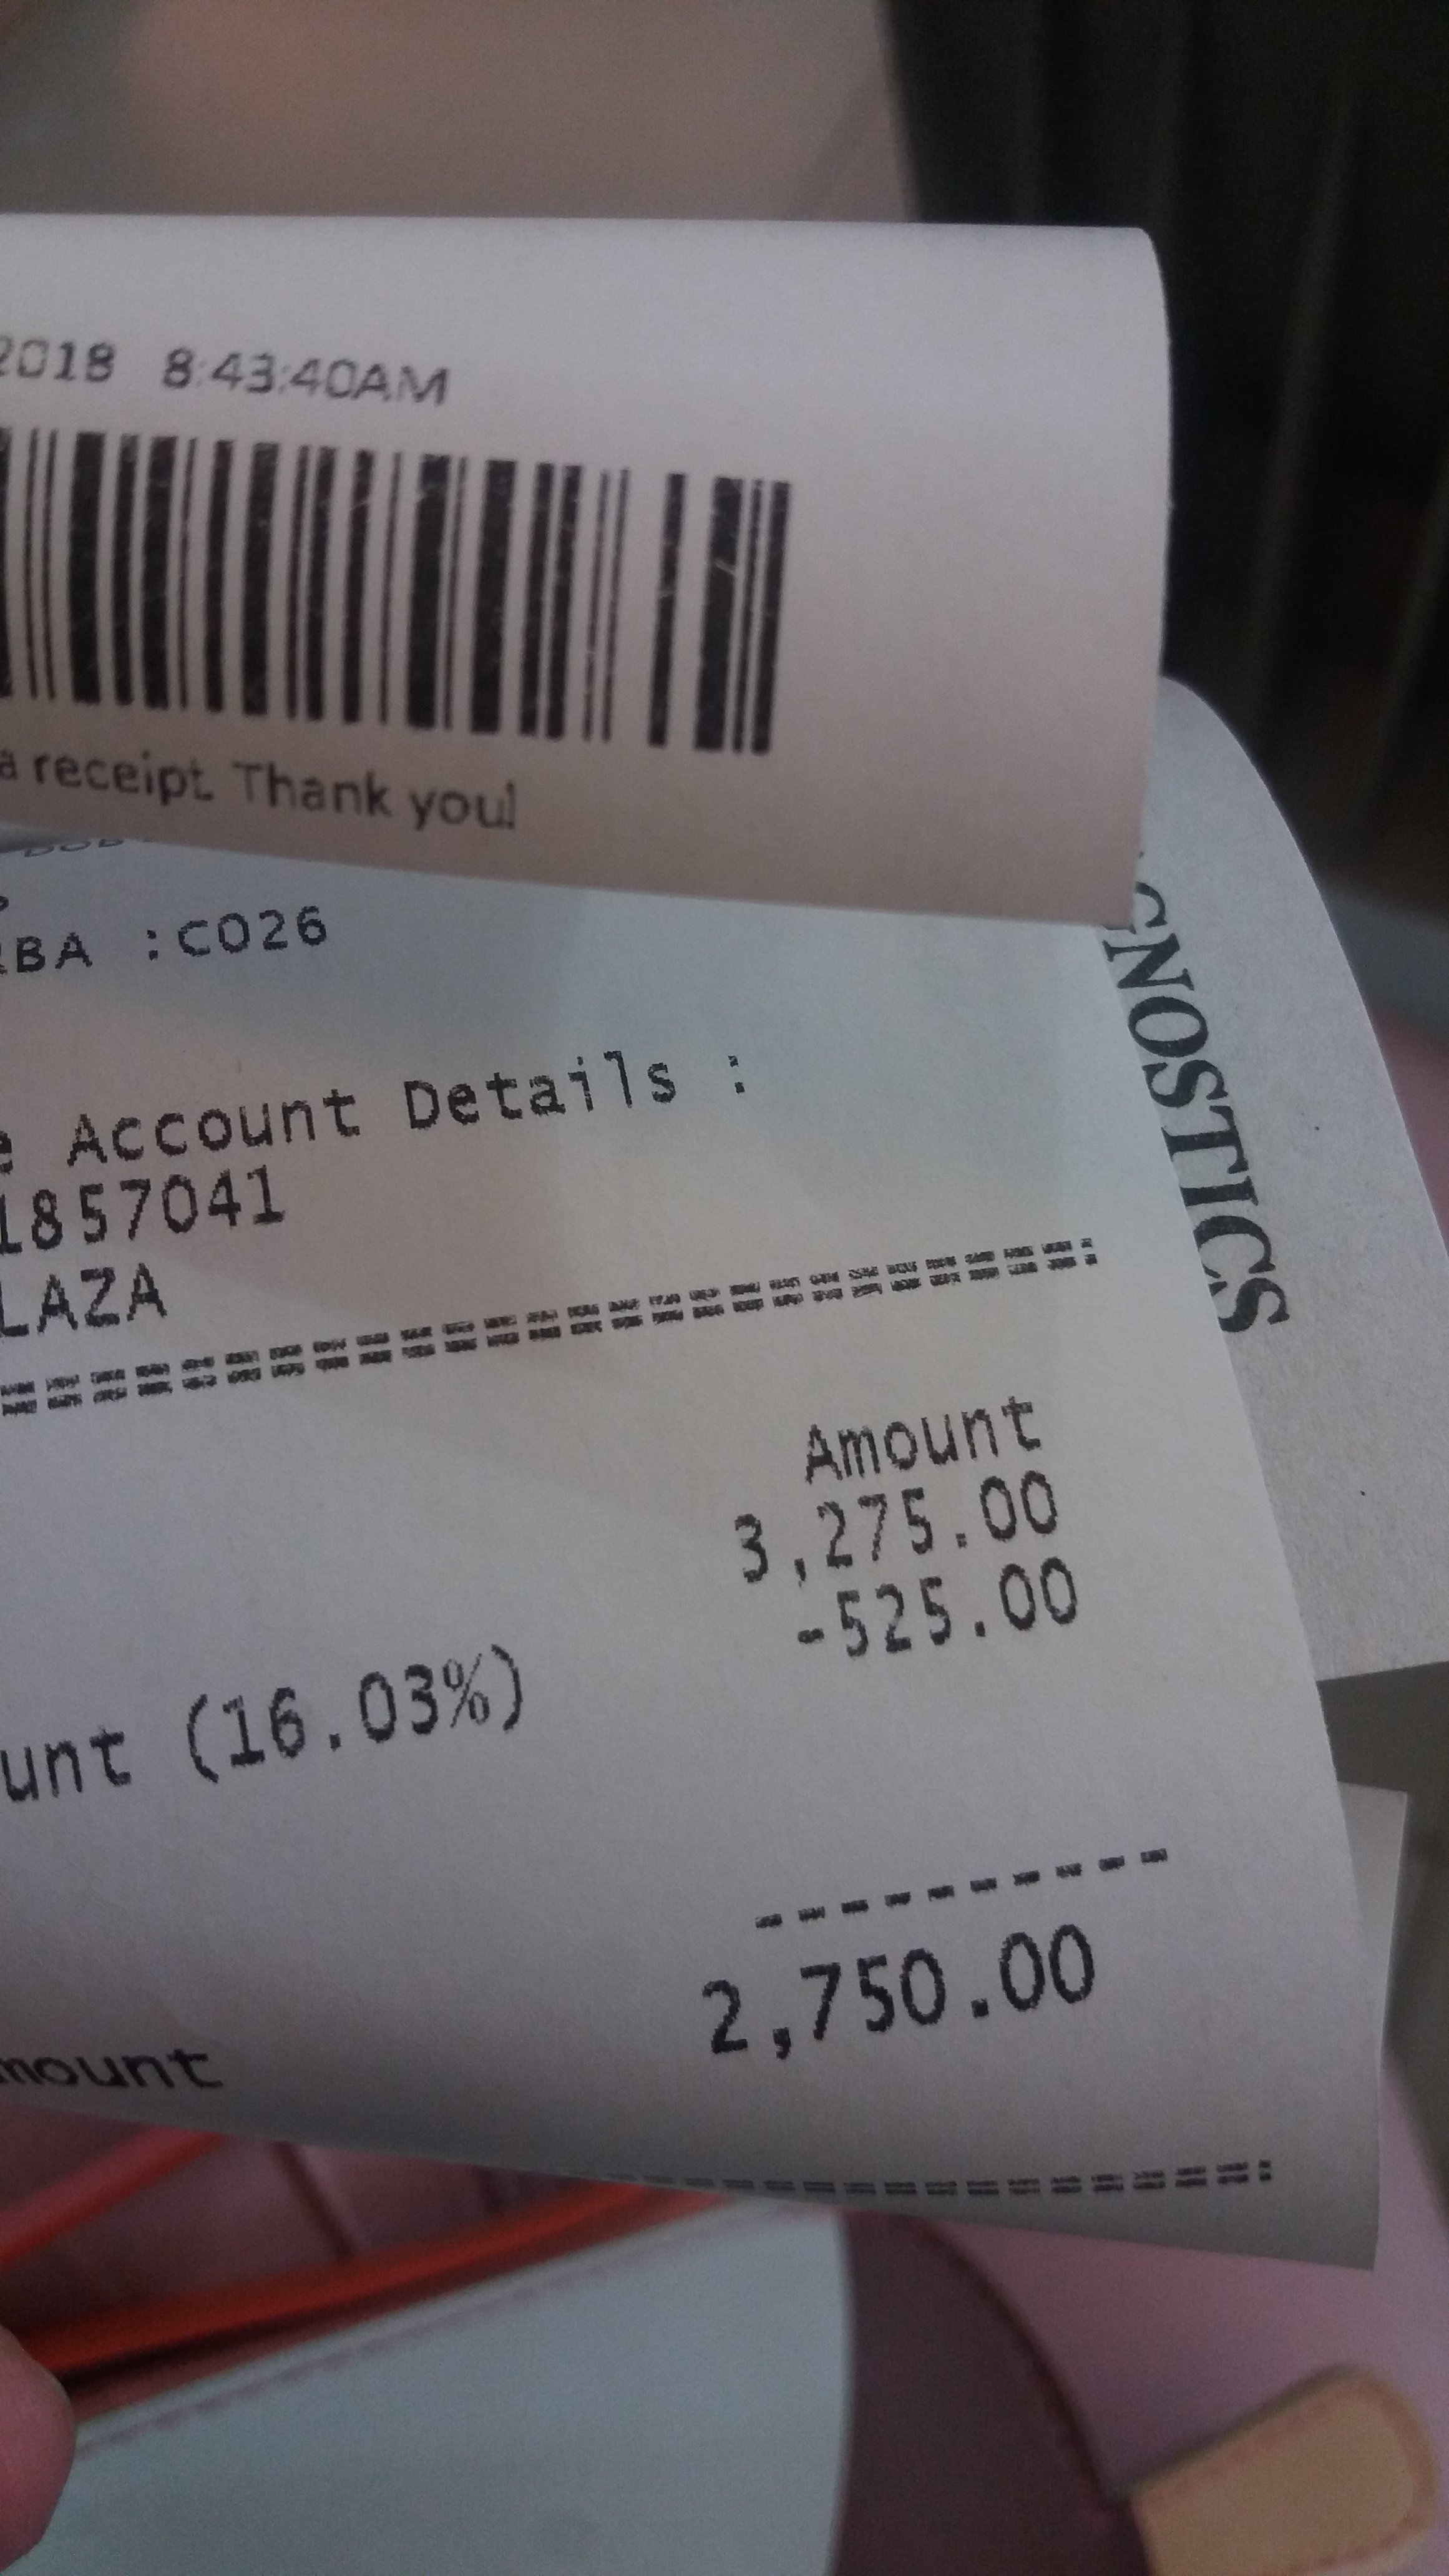 2018 8:43:40AM
a receipt. Thank you!
BA :CO26
Account Details :
1857041
LAZA
Amount
3,275.00
-525.00
unt (16.03%)
2,750.00
mount
GNOSTICS